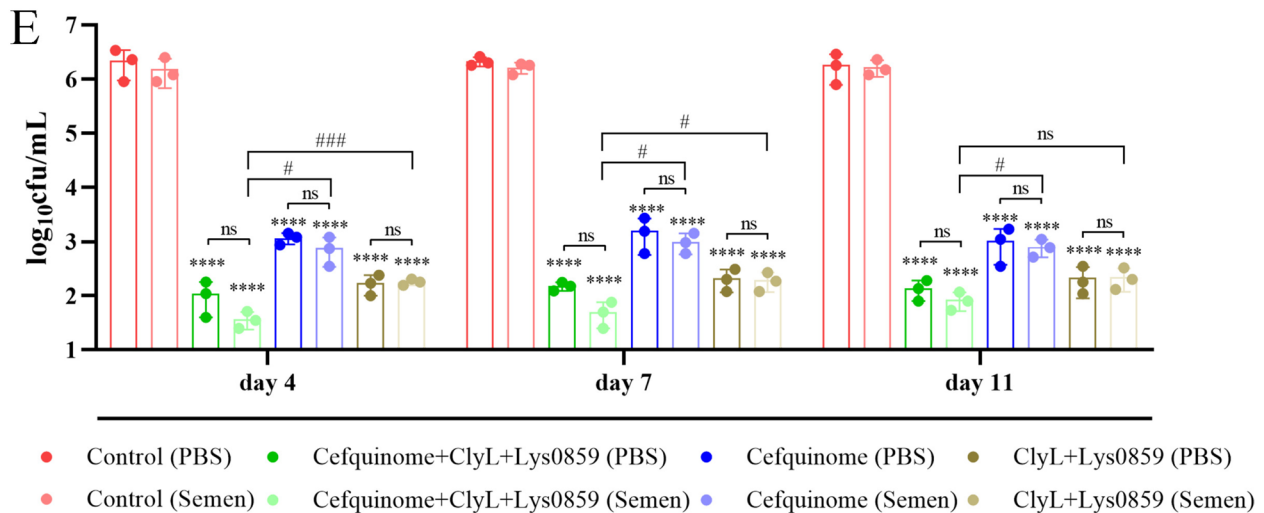 E
log10cfu/mL
7
6
5
4
3
2
1
###
#
ns
ns
ns
****
****
****
****
****
****
#
#
ns
ns
ns
****
****
****
****
****
****
ns
#
ns
ns
ns
****
****
****
****
****
****
day 4 day 7 day 11
Control (PBS) Cefquinome+ClyL+Lys0859 (PBS) Cefquinome (PBS) ClyL+Lys0859 (PBS)
Control (Semen) Cefquinome+ClyL+Lys0859 (Semen) Cefquinome (Semen) ClyL+Lys0859 (Semen)